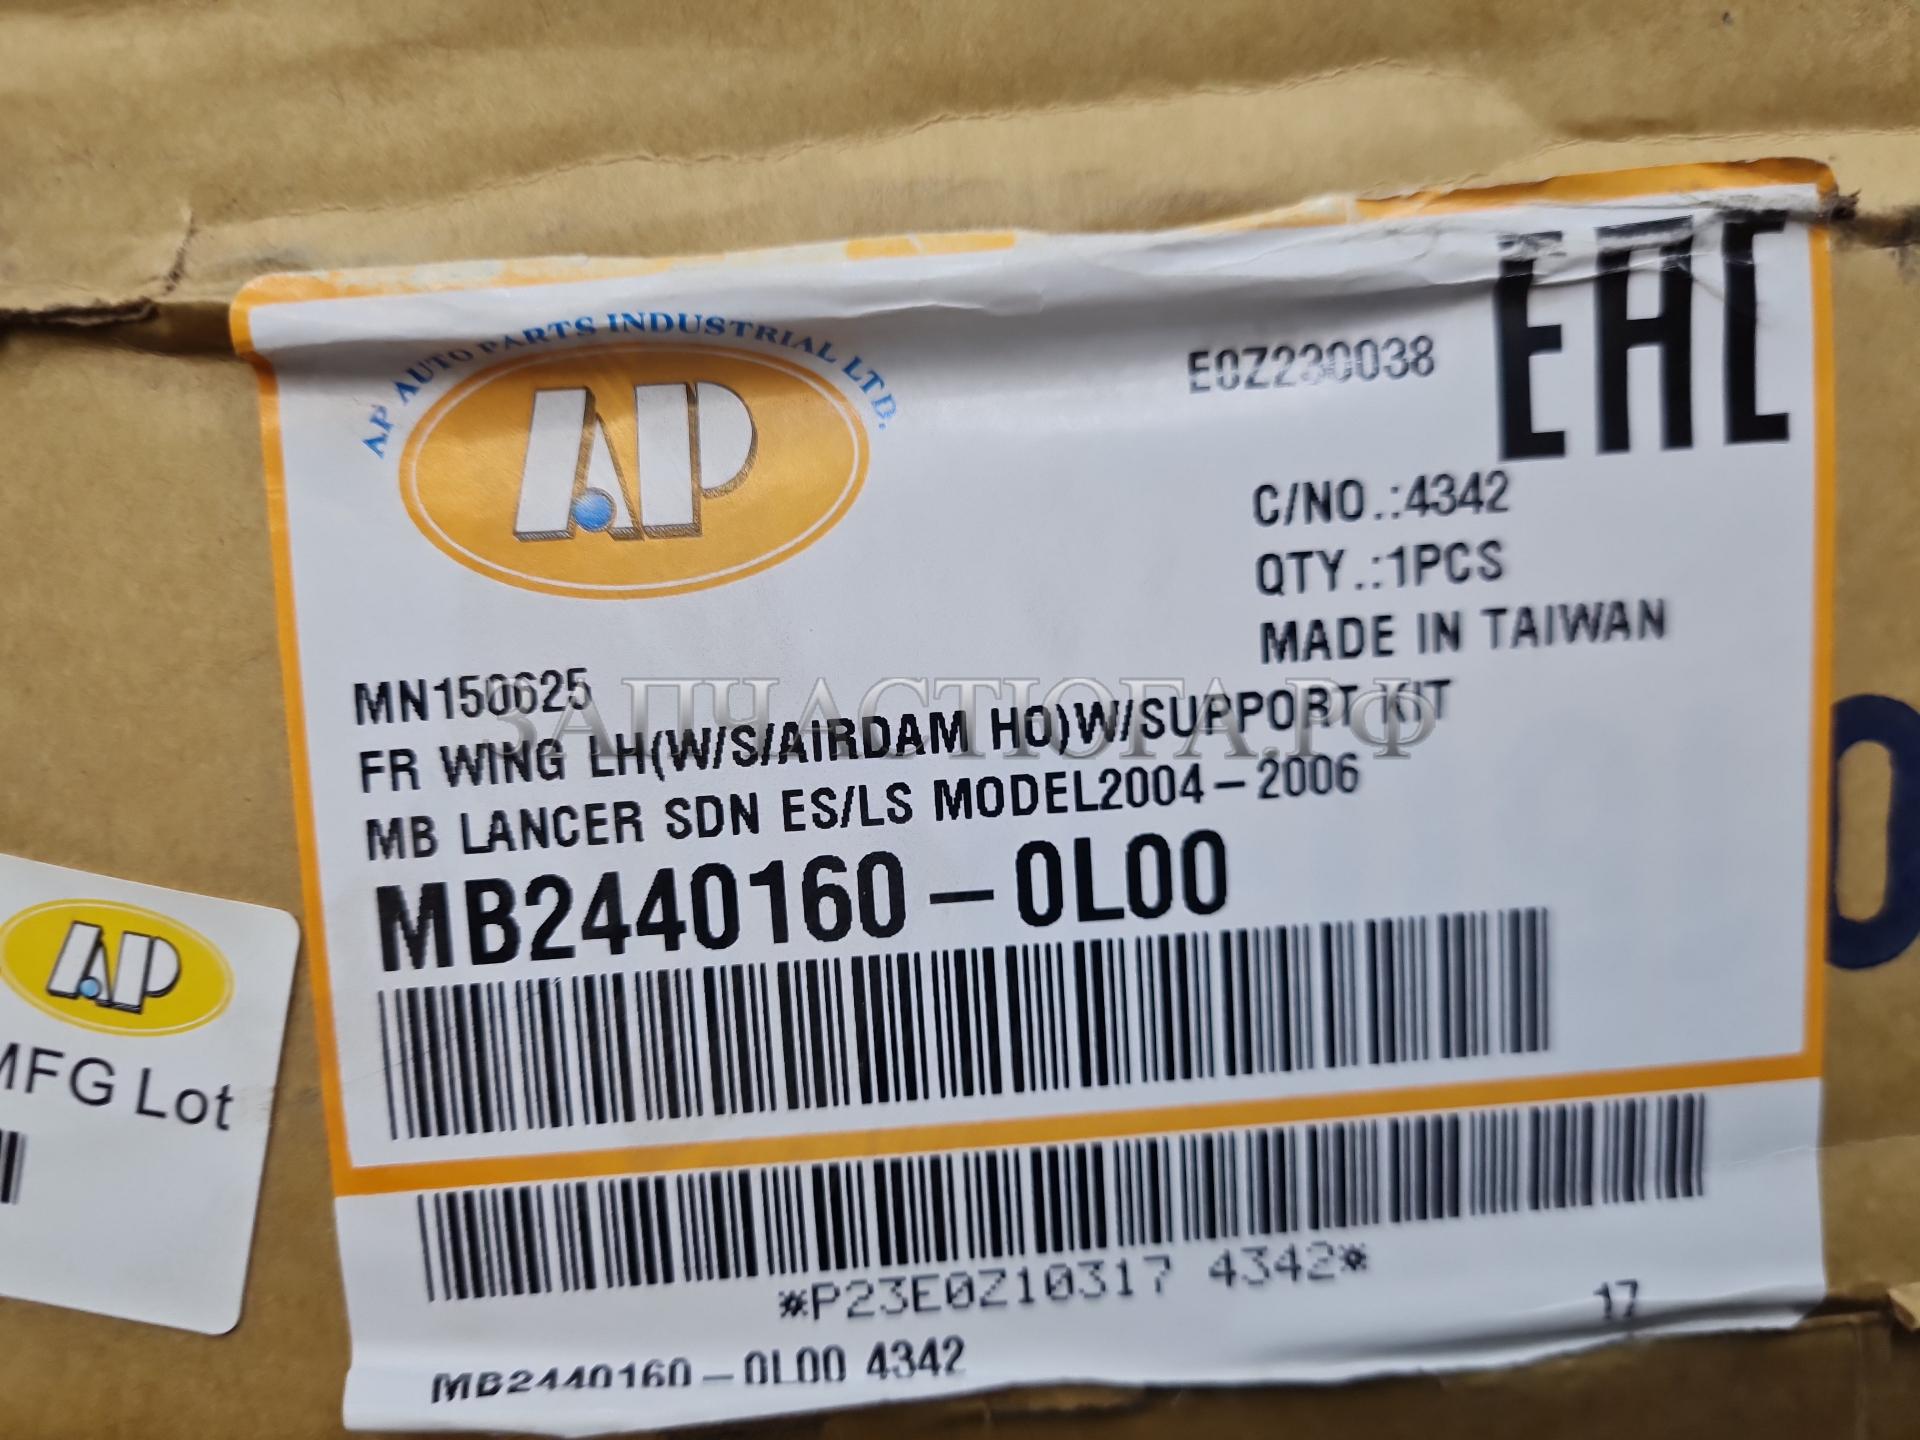 AP AUTO PARTS INDUSTRIAL LTD.
AP
E0Z230038
EAC
C/NO.:4342
QTY.:1PCS
MADE IN TAIWAN
MN150625
ЗАПЧАСТЮГА.РФ
FR WING LH(W/S/AIRDAM HO)W/SUPPORT KIT
MB LANCER SDN ES/LS MODEL2004-2006
MB2440160-0L00
*P23E0Z10317 4342*
17
MB2440160-0L00 4342
AP
MFG Lot